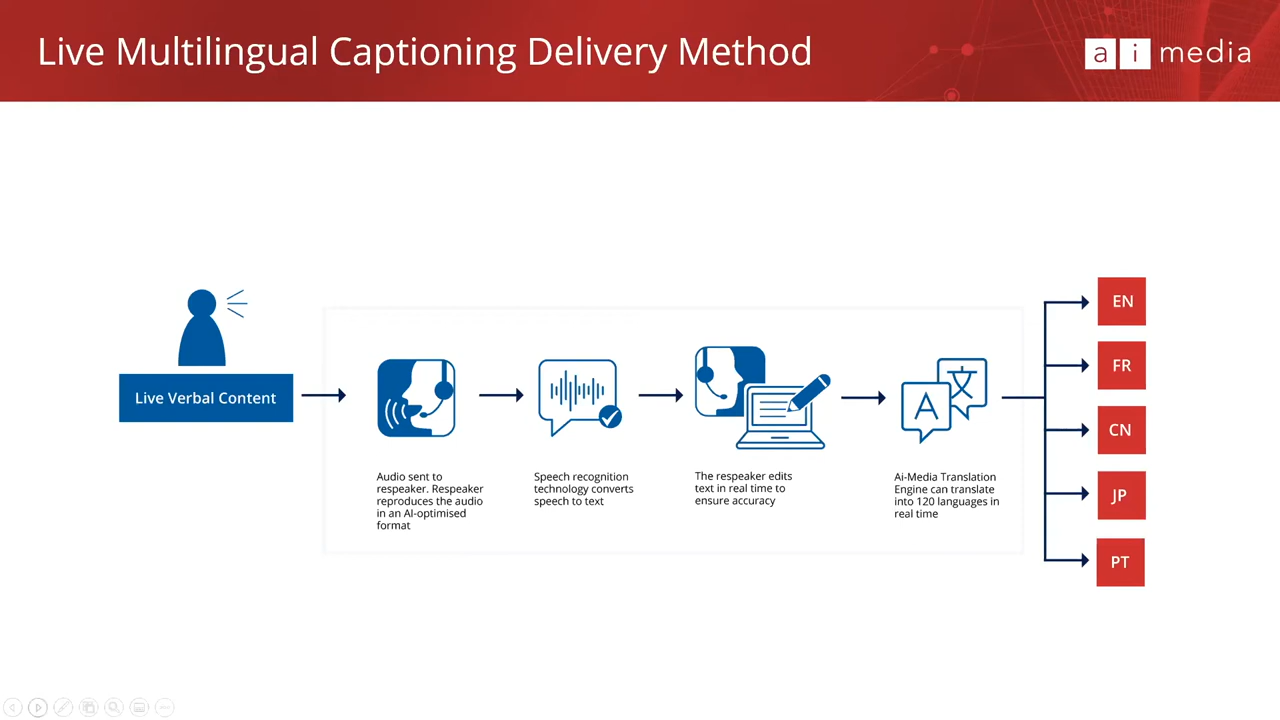 Live Multilingual Captioning Delivery Method
ai media
Live Verbal Content
Audio sent to
respeaker. Respeaker
reproduces the audio
in an AI-optimised
format
Speech recognition
technology converts
speech to text
The respeaker edits
text in real time to
ensure accuracy
A
文
Ai-Media Translation
Engine can translate
into 120 languages in
real time
EN
FR
CN
JP
PT